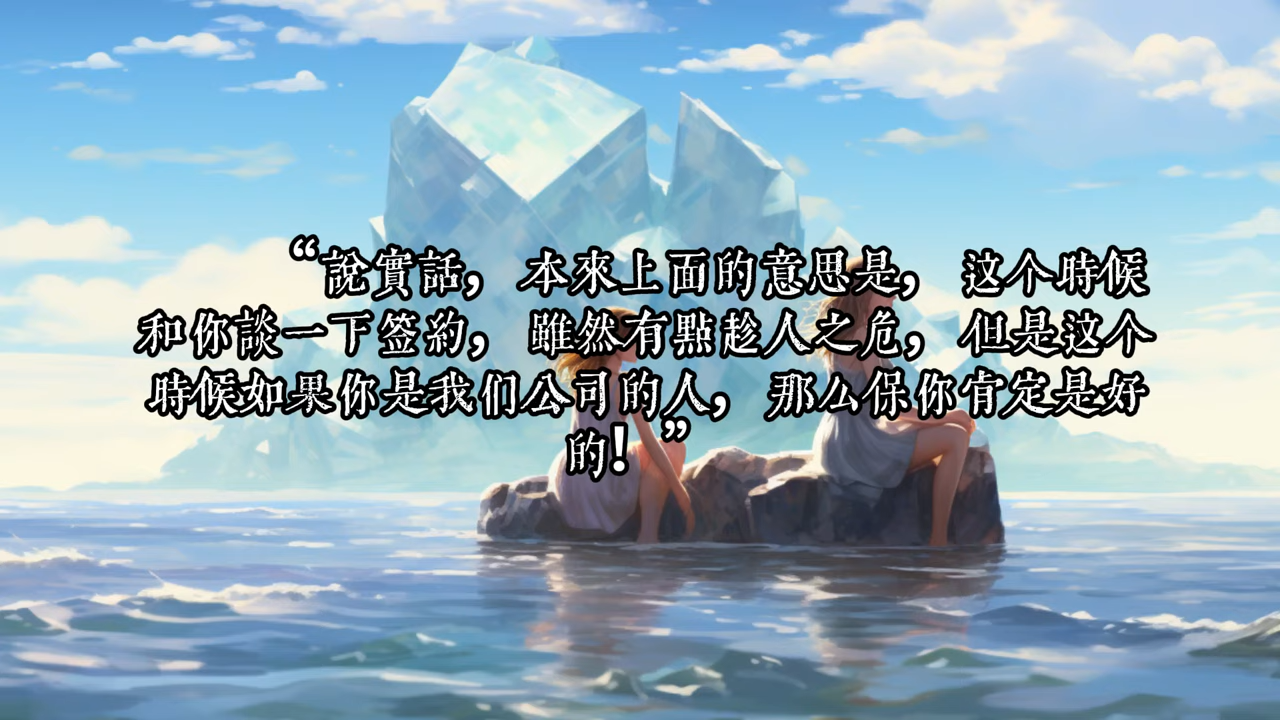 “說實話， 本來上面的意思是， 这个時候
和你談一下签約， 雖然有點趁人之危， 但是这个
時候如果你是我们公司的人， 那么保你肯定是好
的！”